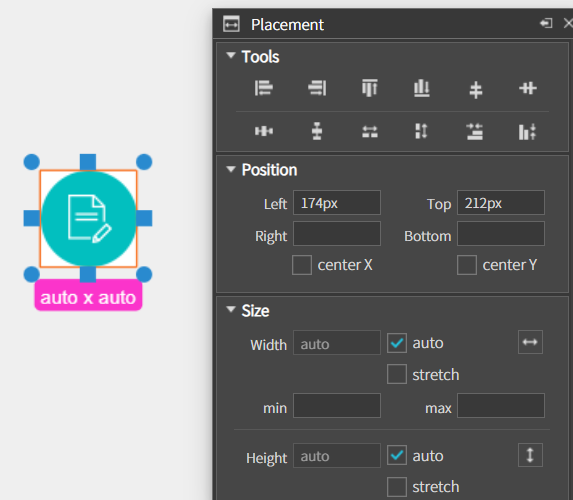 Placement
Tools
Position
Left 174px Top 212px
Right Bottom
center X center Y
Size
Width auto auto
stretch
auto x auto
min max
Height auto auto
stretch